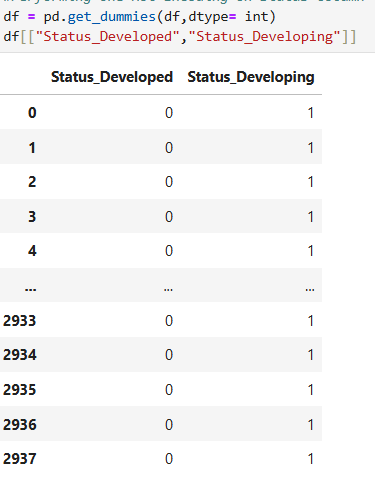 df = pd.get_dummies(df,dtype= int)
df[["Status_Developed","Status_Developing"]]
Status_Developed Status_Developing
0 0 1
1 0 1
2 0 1
3 0 1
4 0 1
... ... ...
2933 0 1
2934 0 1
2935 0 1
2936 0 1
2937 0 1